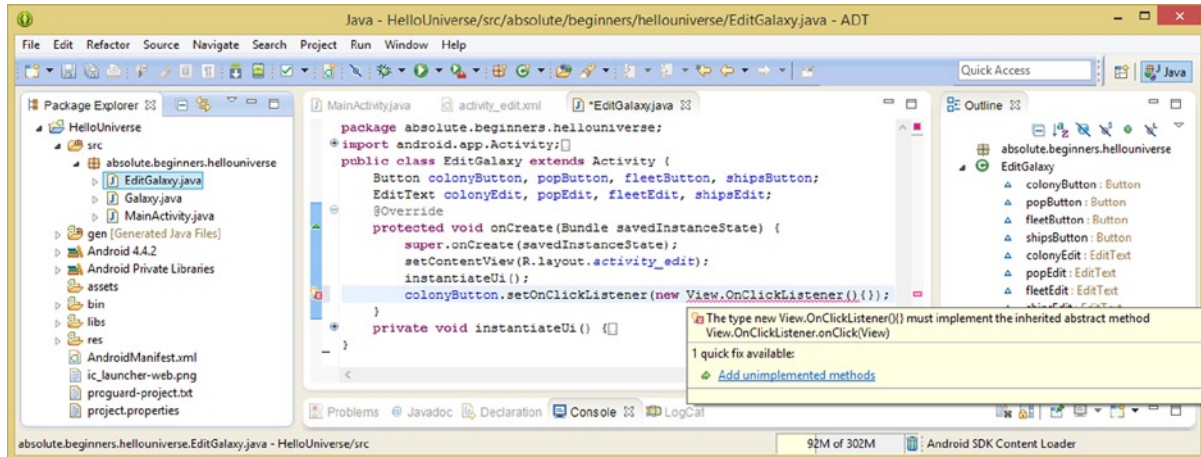 Java - HelloUniverse/src/absolute/beginners/hellouniverse/EditGalaxy.java - ADT
File Edit Refactor Source Navigate Search Project Run Window Help
Quick Access
Java
Package Explorer
HelloUniverse
src
absolute.beginners.hellouniverse
EditGalaxy.java
Galaxy.java
MainActivity.java
gen [Generated Java Files]
Android 4.4.2
Android Private Libraries
assets
bin
libs
res
AndroidManifest.xml
ic_launcher-web.png
proguard-project.txt
project.properties
MainActivity.java activity_edit.xml *EditGalaxy.java
package absolute.beginners.hellouniverse;
import android.app.Activity;
public class EditGalaxy extends Activity {
Button colonyButton, popButton, fleetButton, shipsButton;
EditText colonyEdit, popEdit, fleetEdit, shipsEdit;
@Override
protected void onCreate(Bundle savedInstanceState) {
super.onCreate(savedInstanceState);
setContentView(R.layout.activity_edit);
instantiateUi();
colonyButton.setOnClickListener(new View.OnClickListener(){});
}
private void instantiateUi() {
}
The type new View.OnClickListener(){} must implement the inherited abstract method
View.OnClickListener.onClick(View)
1 quick fix available:
Add unimplemented methods
Outline
absolute.beginners.hellouniverse
EditGalaxy
colonyButton : Button
popButton : Button
fleetButton : Button
shipsButton : Button
colonyEdit : EditText
popEdit : EditText
fleetEdit : EditText
shipsEdit : EditText
Problems @ Javadoc Declaration Console LogCat
absolute.beginners.hellouniverse.EditGalaxy.java - HelloUniverse/src
92M of 302M
Android SDK Content Loader